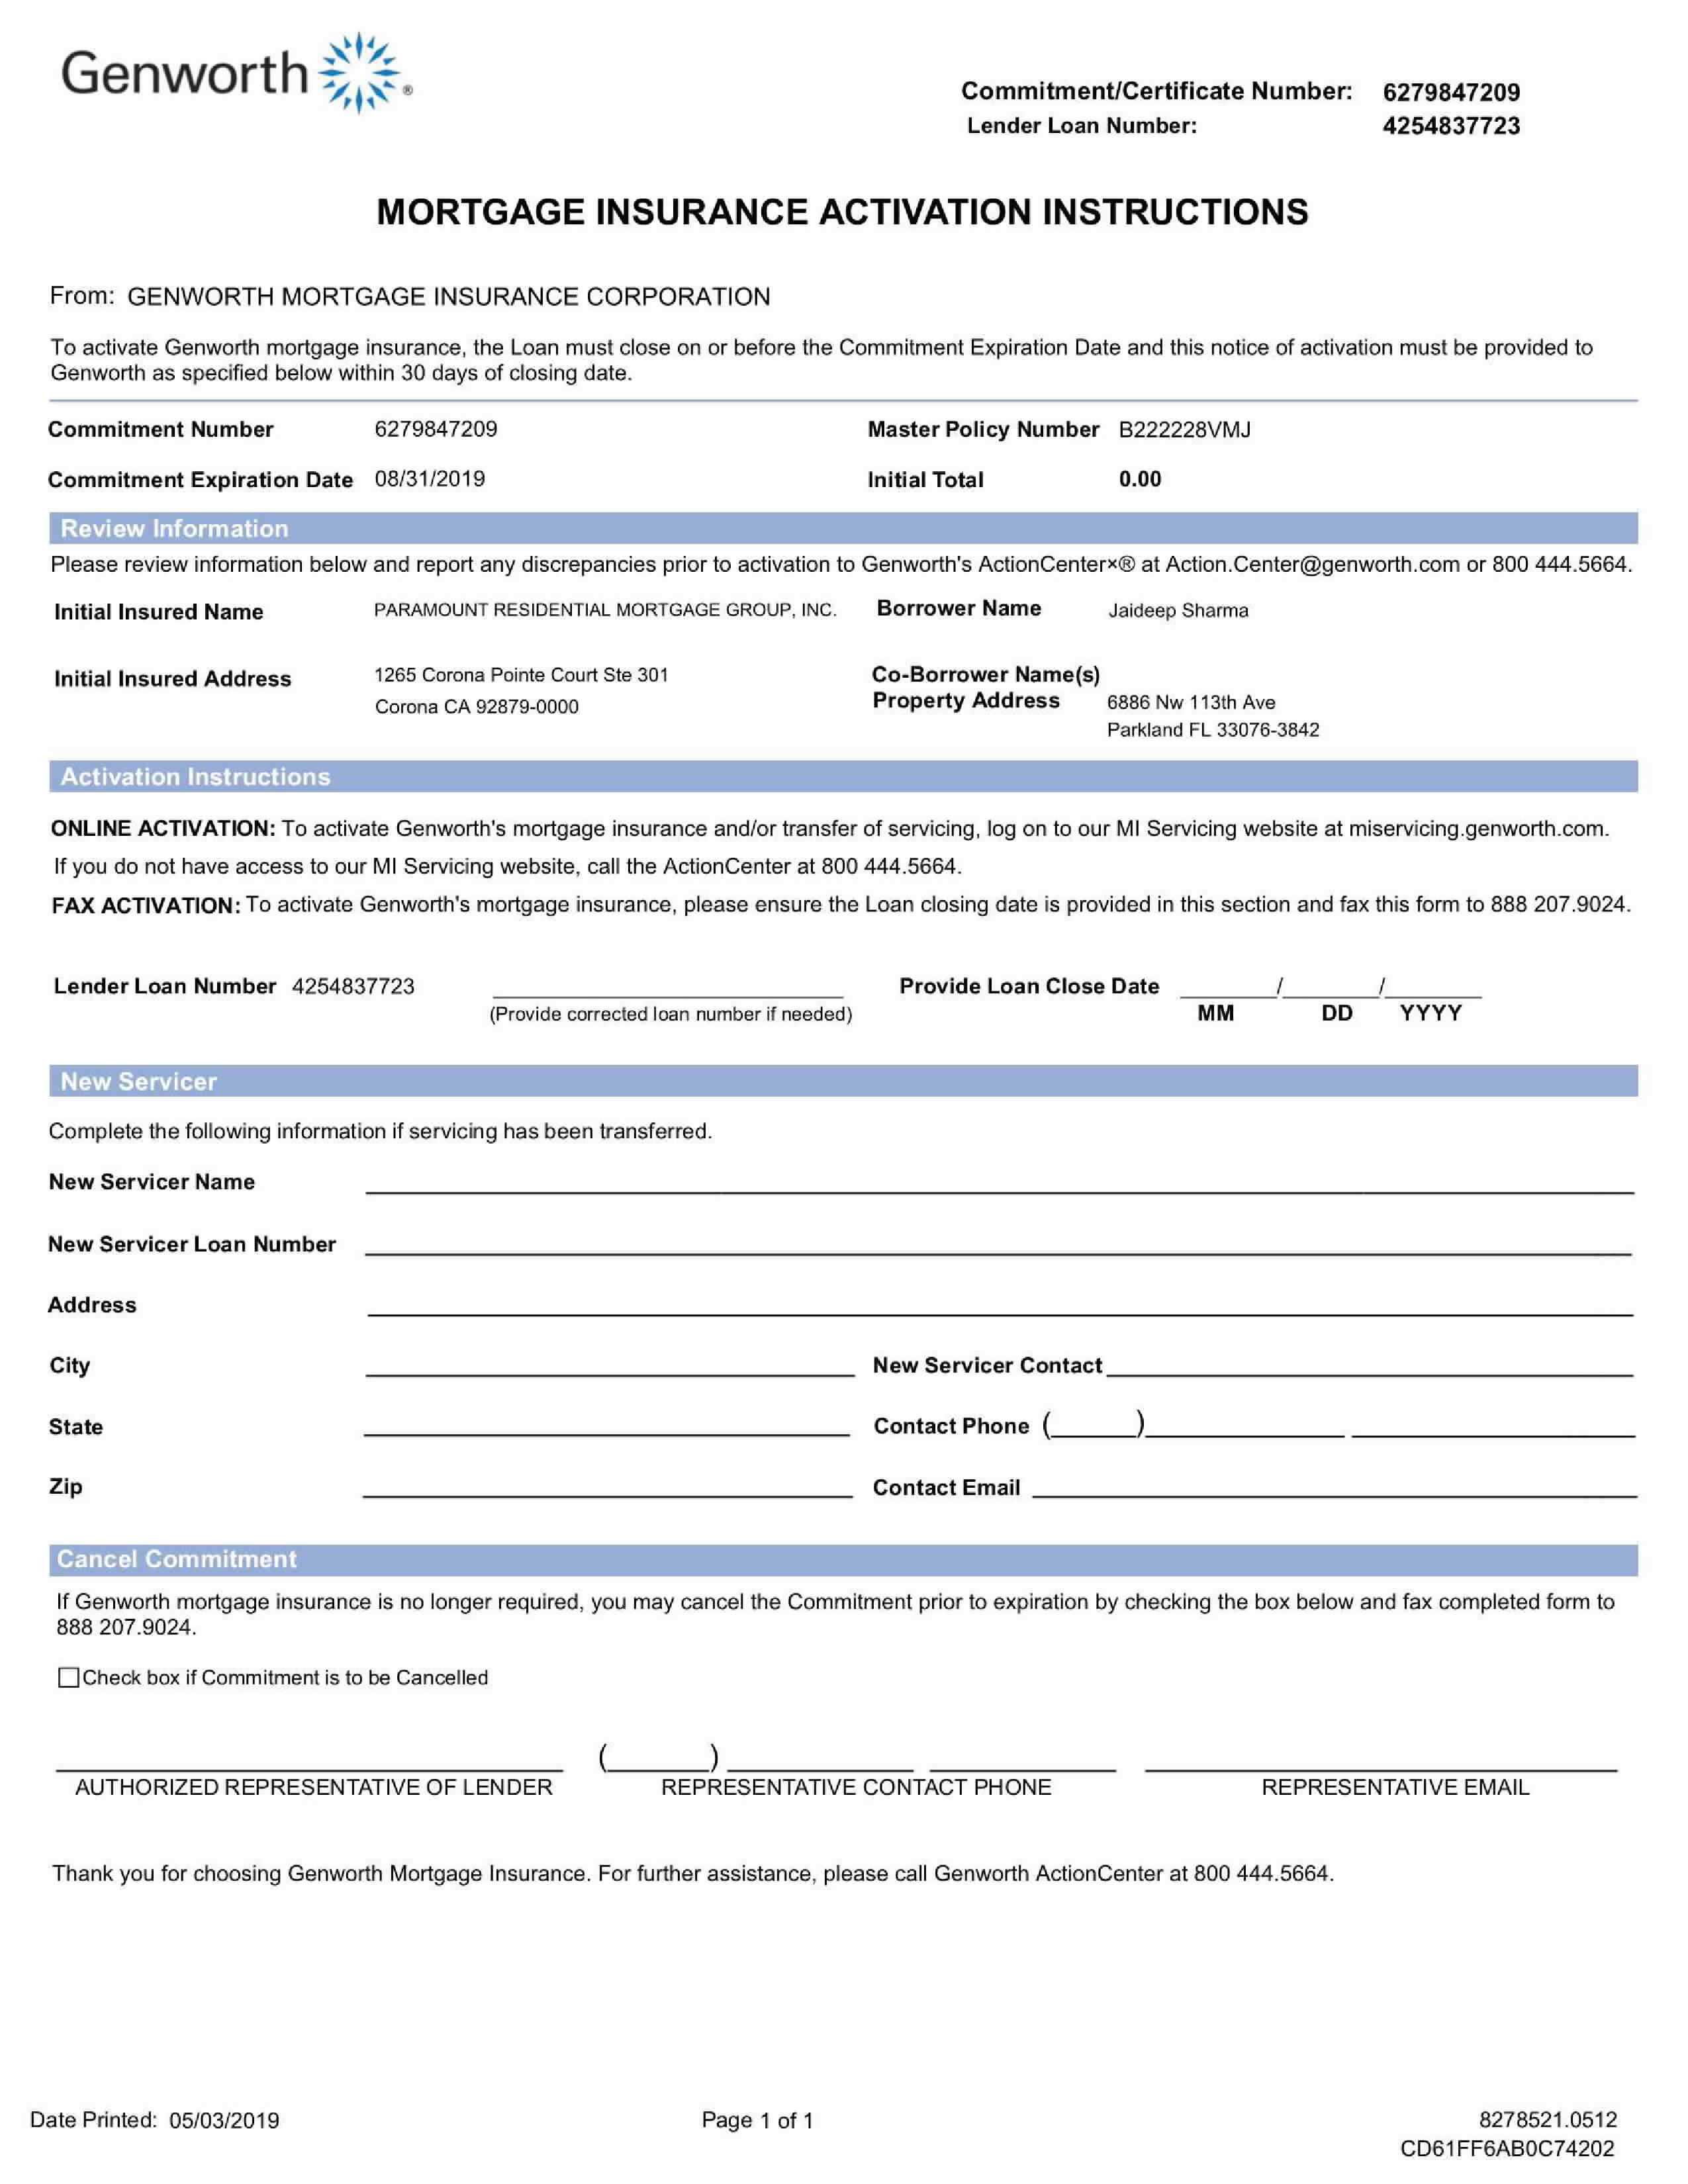 Genworth ®
Commitment/Certificate Number: 6279847209
Lender Loan Number: 4254837723
MORTGAGE INSURANCE ACTIVATION INSTRUCTIONS
From: GENWORTH MORTGAGE INSURANCE CORPORATION
To activate Genworth mortgage insurance, the Loan must close on or before the Commitment Expiration Date and this notice of activation must be provided to
Genworth as specified below within 30 days of closing date.
Commitment Number 6279847209 Master Policy Number B222228VMJ
Commitment Expiration Date 08/31/2019 Initial Total 0.00
Review Information
Please review information below and report any discrepancies prior to activation to Genworth's ActionCenter×® at Action.Center@genworth.com or 800 444.5664.
Initial Insured Name PARAMOUNT RESIDENTIAL MORTGAGE GROUP, INC. Borrower Name Jaideep Sharma
Initial Insured Address 1265 Corona Pointe Court Ste 301 Co-Borrower Name(s)
Corona CA 92879-0000 Property Address 6886 Nw 113th Ave
Parkland FL 33076-3842
Activation Instructions
ONLINE ACTIVATION: To activate Genworth's mortgage insurance and/or transfer of servicing, log on to our MI Servicing website at miservicing.genworth.com.
If you do not have access to our MI Servicing website, call the ActionCenter at 800 444.5664.
FAX ACTIVATION: To activate Genworth's mortgage insurance, please ensure the Loan closing date is provided in this section and fax this form to 888 207.9024.
Lender Loan Number 4254837723 Provide Loan Close Date / /
(Provide corrected loan number if needed) MM DD YYYY
New Servicer
Complete the following information if servicing has been transferred.
New Servicer Name
New Servicer Loan Number
Address
City New Servicer Contact
State Contact Phone ( )
Zip Contact Email
Cancel Commitment
If Genworth mortgage insurance is no longer required, you may cancel the Commitment prior to expiration by checking the box below and fax completed form to
888 207.9024.
Check box if Commitment is to be Cancelled
( )
AUTHORIZED REPRESENTATIVE OF LENDER REPRESENTATIVE CONTACT PHONE REPRESENTATIVE EMAIL
Thank you for choosing Genworth Mortgage Insurance. For further assistance, please call Genworth ActionCenter at 800 444.5664.
Date Printed: 05/03/2019 Page 1 of 1 8278521.0512
CD61FF6AB0C74202